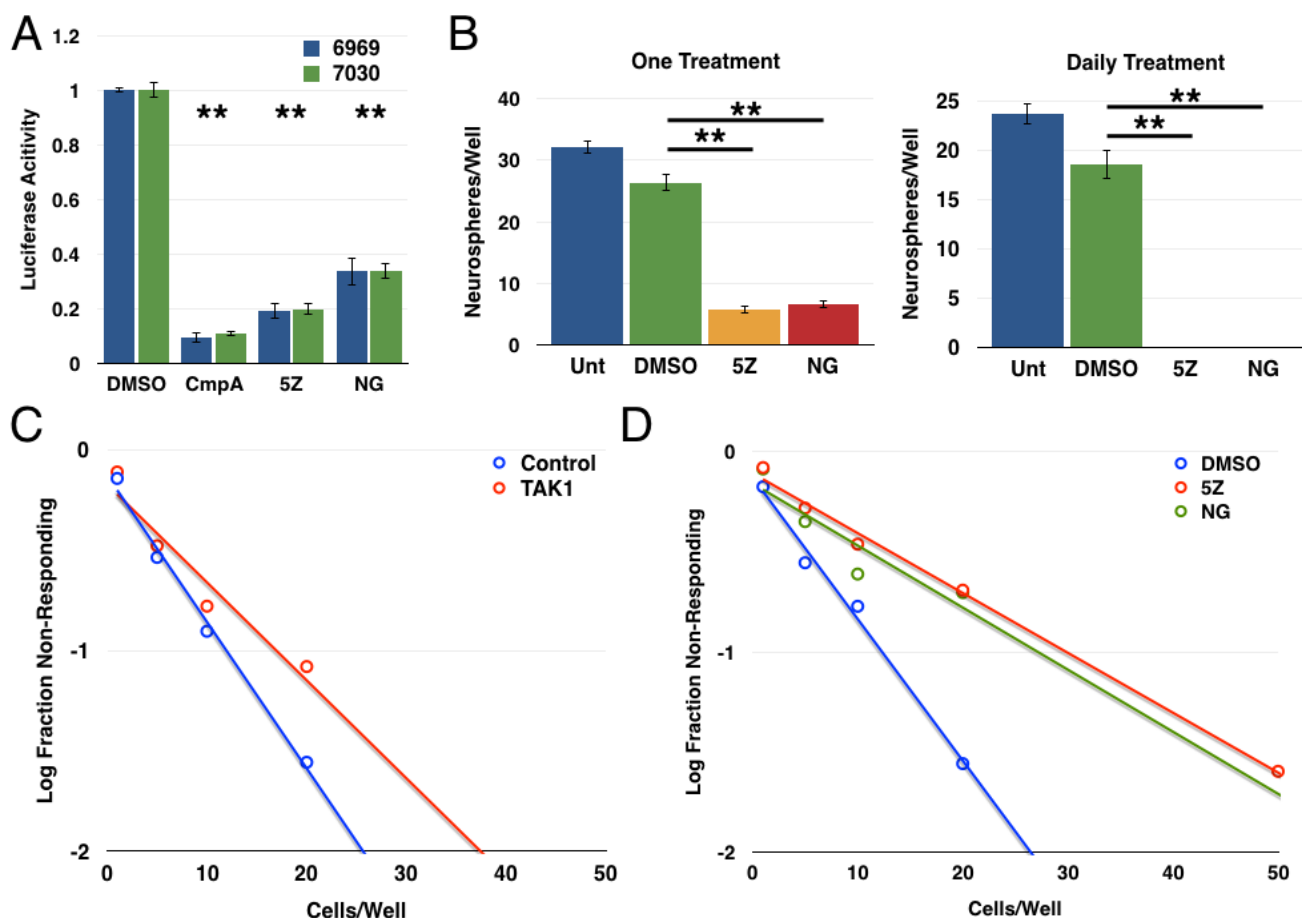 A
Luciferase Acitivity
1.2
1
0.8
0.6
0.4
0.2
0
6969
7030
** ** **
DMSO CmpA 5Z NG
B
One Treatment
Neurospheres/Well
40
30
20
10
0
**
**
Unt DMSO 5Z NG
Daily Treatment
Neurospheres/Well
25
20
15
10
5
0
**
**
Unt DMSO 5Z NG
C
Log Fraction Non-Responding
0
-1
-2
Control
TAK1
0 10 20 30 40 50
Cells/Well
D
Log Fraction Non-Responding
0
-1
-2
DMSO
5Z
NG
0 10 20 30 40 50
Cells/Well